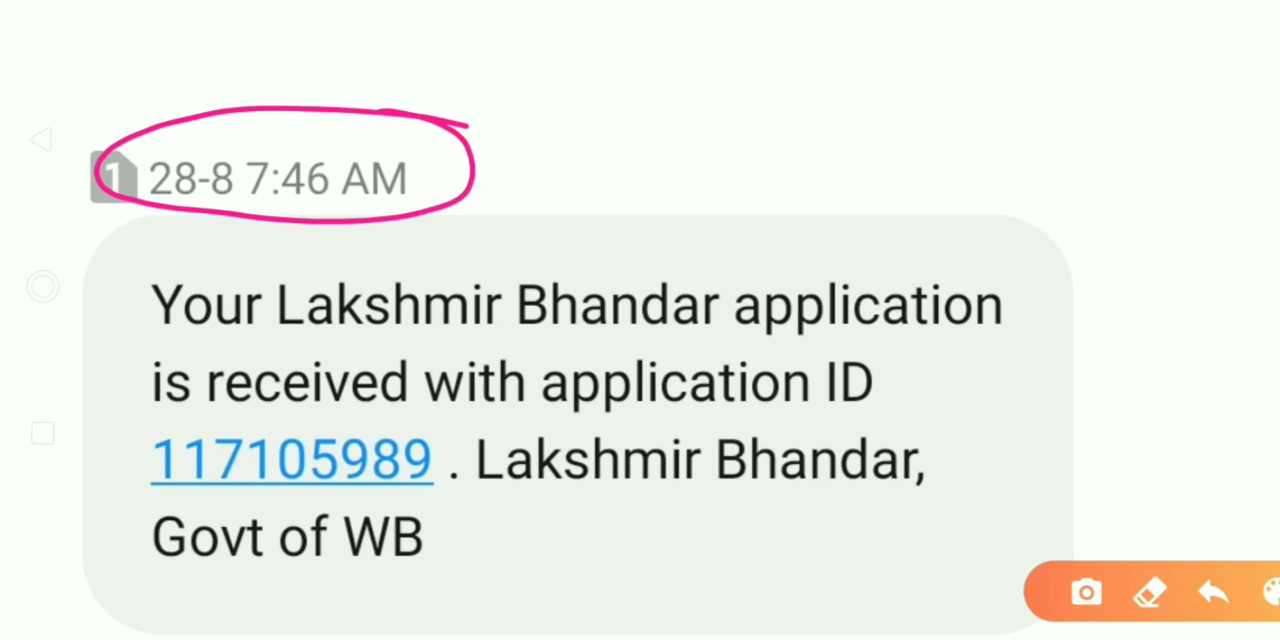 1 28-8 7:46 AM
Your Lakshmir Bhandar application
is received with application ID
117105989 . Lakshmir Bhandar,
Govt of WB